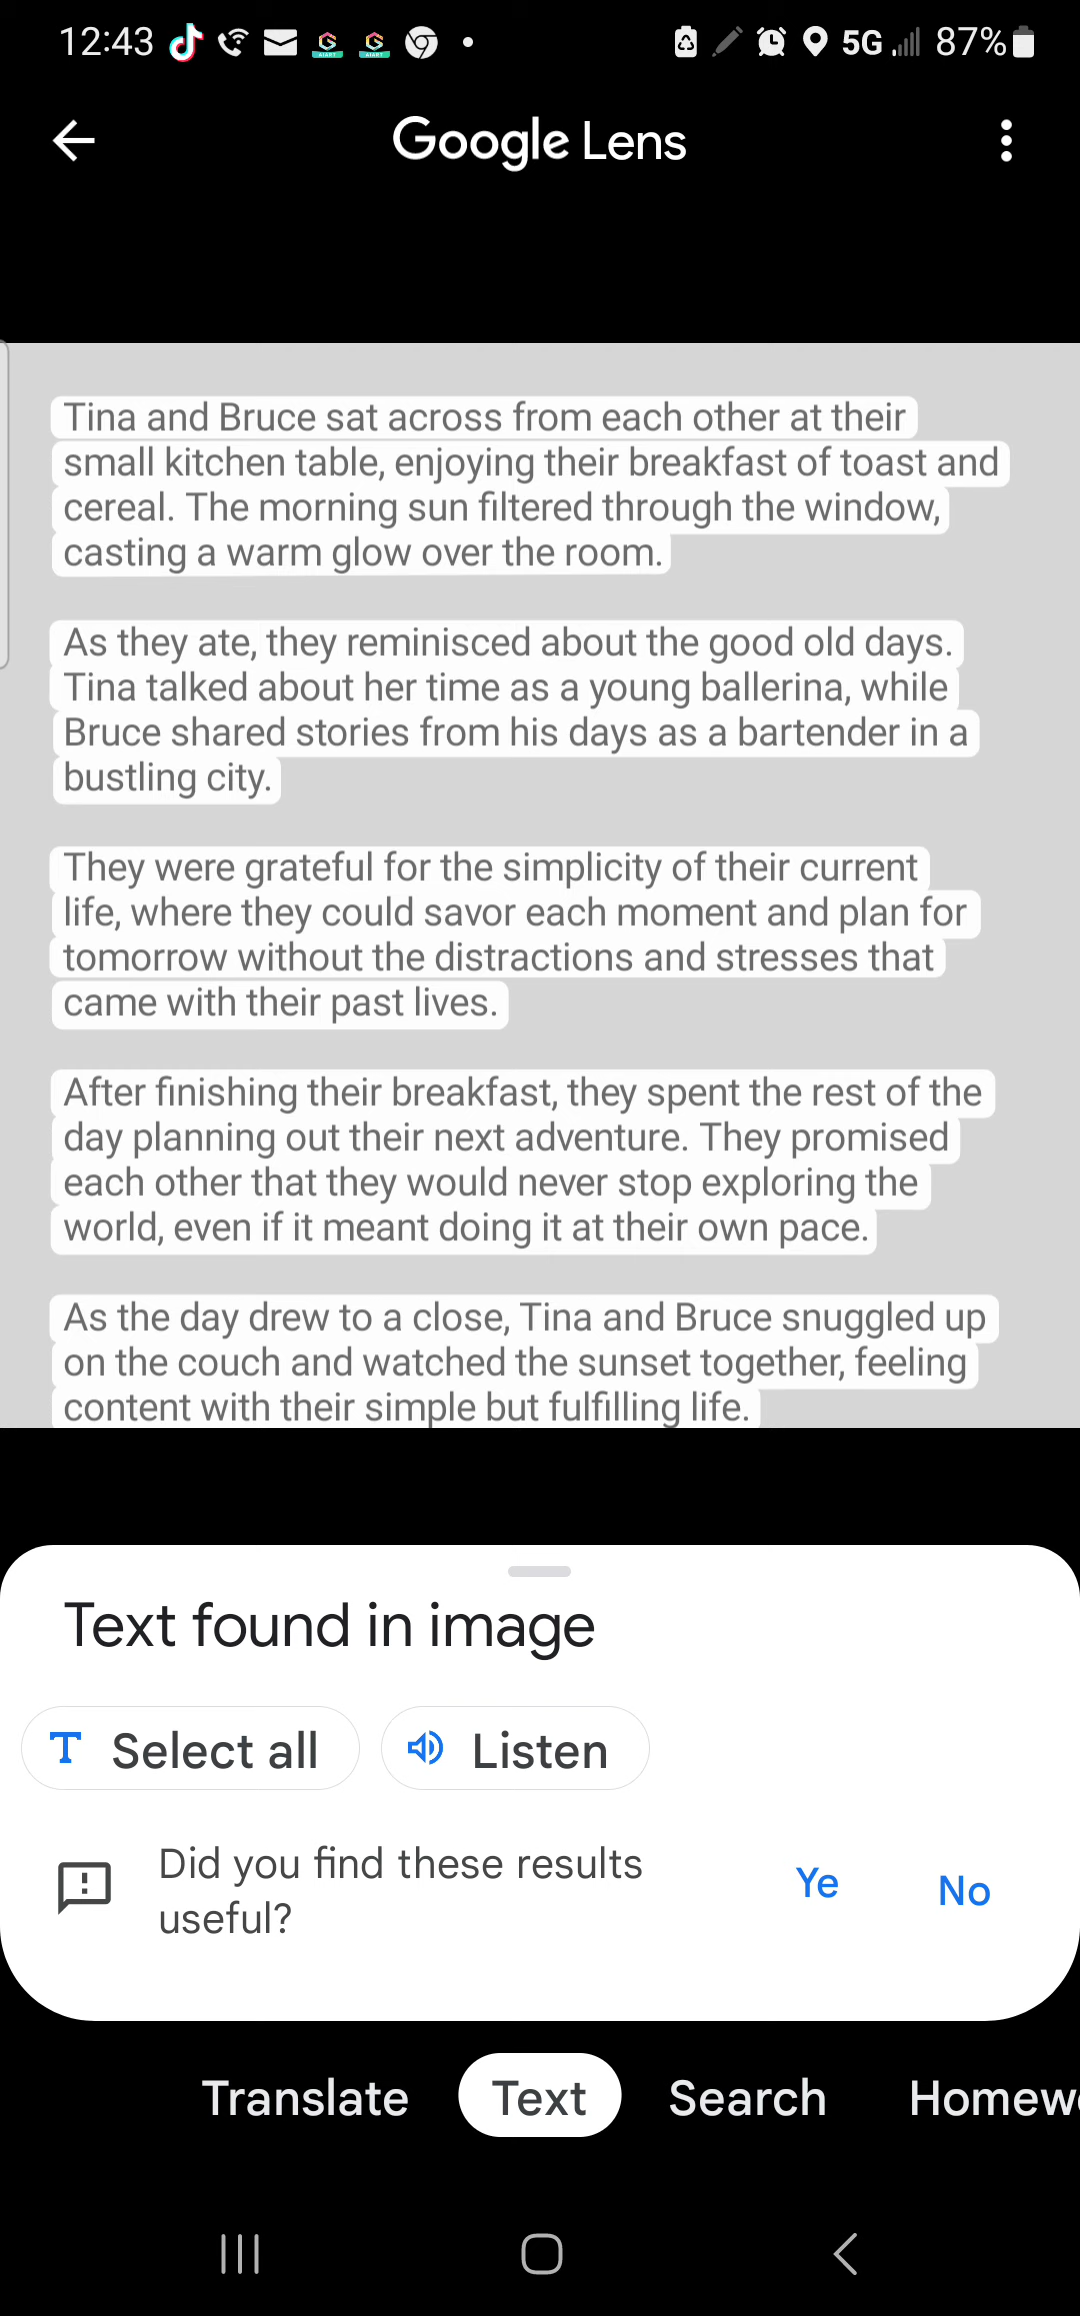 12:43
5G
87%
Google Lens
Tina and Bruce sat across from each other at their
small kitchen table, enjoying their breakfast of toast and
cereal. The morning sun filtered through the window,
casting a warm glow over the room.
As they ate, they reminisced about the good old days.
Tina talked about her time as a young ballerina, while
Bruce shared stories from his days as a bartender in a
bustling city.
They were grateful for the simplicity of their current
life, where they could savor each moment and plan for
tomorrow without the distractions and stresses that
came with their past lives.
After finishing their breakfast, they spent the rest of the
day planning out their next adventure. They promised
each other that they would never stop exploring the
world, even if it meant doing it at their own pace.
As the day drew to a close, Tina and Bruce snuggled up
on the couch and watched the sunset together, feeling
content with their simple but fulfilling life.
Text found in image
T Select all
Listen
Did you find these results
useful?
Ye
No
Translate
Text
Search
Homew